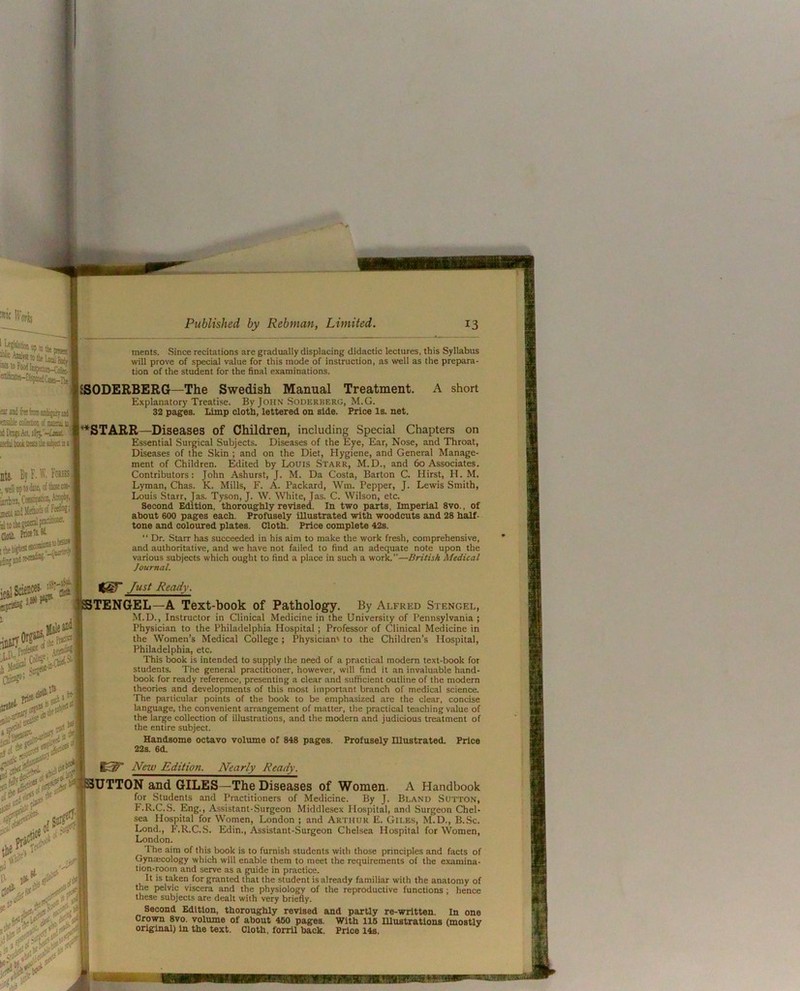 Published by Rebman, Limited. 13
ments. Since recitations are gradually displacing didactic lectures, this Syllabus
will prove of special value for this mode of instruction, as well as the prepara-
tion of the student for the final examinations.
SODERBERG—The Swedish Manual Treatment. A short
Explanatory Treatise. By JOHN SODERBERG, M.G.
32 pages. Limp cloth, lettered on side. Price 1s. net.
*STARR—Diseases of Children, including Special Chapters on
Essential Surgical Subjects. Diseases of the Eye, Ear, Nose, and Throat,
Diseases of the Skin ; and on the Diet, Hygiene, and General Manage-
ment of Children. Edited by LOUIS STARR, M.D., and 60 Associates.
Contributors: John Ashurst, J. M. Da Costa, Barton C. Hirst, H. M.
Lyman, Chas. K. Mills, F. A. Packard, Wm. Pepper, J. Lewis Smith,
Louis Starr, Jas. Tyson, J. W. White, Jas. C. Wilson, etc.
Second Edition, thoroughly revised. In two parts, Imperial 8vo., of
about 600 pages each. Profusely illustrated with woodcuts and 28 half-
tone and coloured plates. Cloth. Price complete 42s.
" Dr. Starr has succeeded in his aim to make the work fresh, comprehensive,
and authoritative, and we have not failed to find an adequate note upon the
various subjects which ought to find a place in such a work."—British Medical
Journal.
☞ Just Ready.
STENGEL—A Text-book of Pathology. By ALFRED STENGEL,
M.D., Instructor in Clinical Medicine in the University of Pennsylvania ;
Physician to the Philadelphia Hospital ; Professor of Clinical Medicine in
the Women's Medical College ; Physician to the Children's Hospital,
Philadelphia, etc.
This book is intended to supply the need of a practical modern text-book for
students. The general practitioner, however, will find it an invaluable hand-
book for ready reference, presenting a clear and sufficient outline of the modern
theories and developments of this most important branch of medical science.
The particular points of the book to be emphasized are the clear, concise
language, the convenient arrangement of matter, the practical teaching value of
the large collection of illustrations, and the modern and judicious treatment of
the entire subject.
Handsome octavo volume of 848 pages. Profusely Illustrated. Price
22s. 6d.
☞ New Edition. Nearly Ready.
SUTTON and GILES—The Diseases of Women. A Handbook
for Students and Practitioners of Medicine. By J. BLAND SUTTON,
F.R.C.S. Eng., Assistant-Surgeon Middlesex Hospital, and Surgeon Chel-
sea Hospital for Women, London ; and ARTHUR E. GILES, M.D., B.Sc.
Lond., F.R.C.S. Edin., Assistant-Surgeon Chelsea Hospital for Women,
London.
The aim of this book is to furnish students with those principles and facts of
Gynæcology which will enable them to meet the requirements of the examina-
tion-room and serve as a guide in practice.
It is taken for granted that the student is already familiar with the anatomy of
the pelvic viscera and the physiology of the reproductive functions ; hence
these subjects are dealt with very briefly.
Second Edition, thoroughly revised and partly re-written. In one
Crown 8vo. volume of about 450 pages. With 115 Illustrations (mostly
original) in the text. Cloth, forril back. Price 14s.